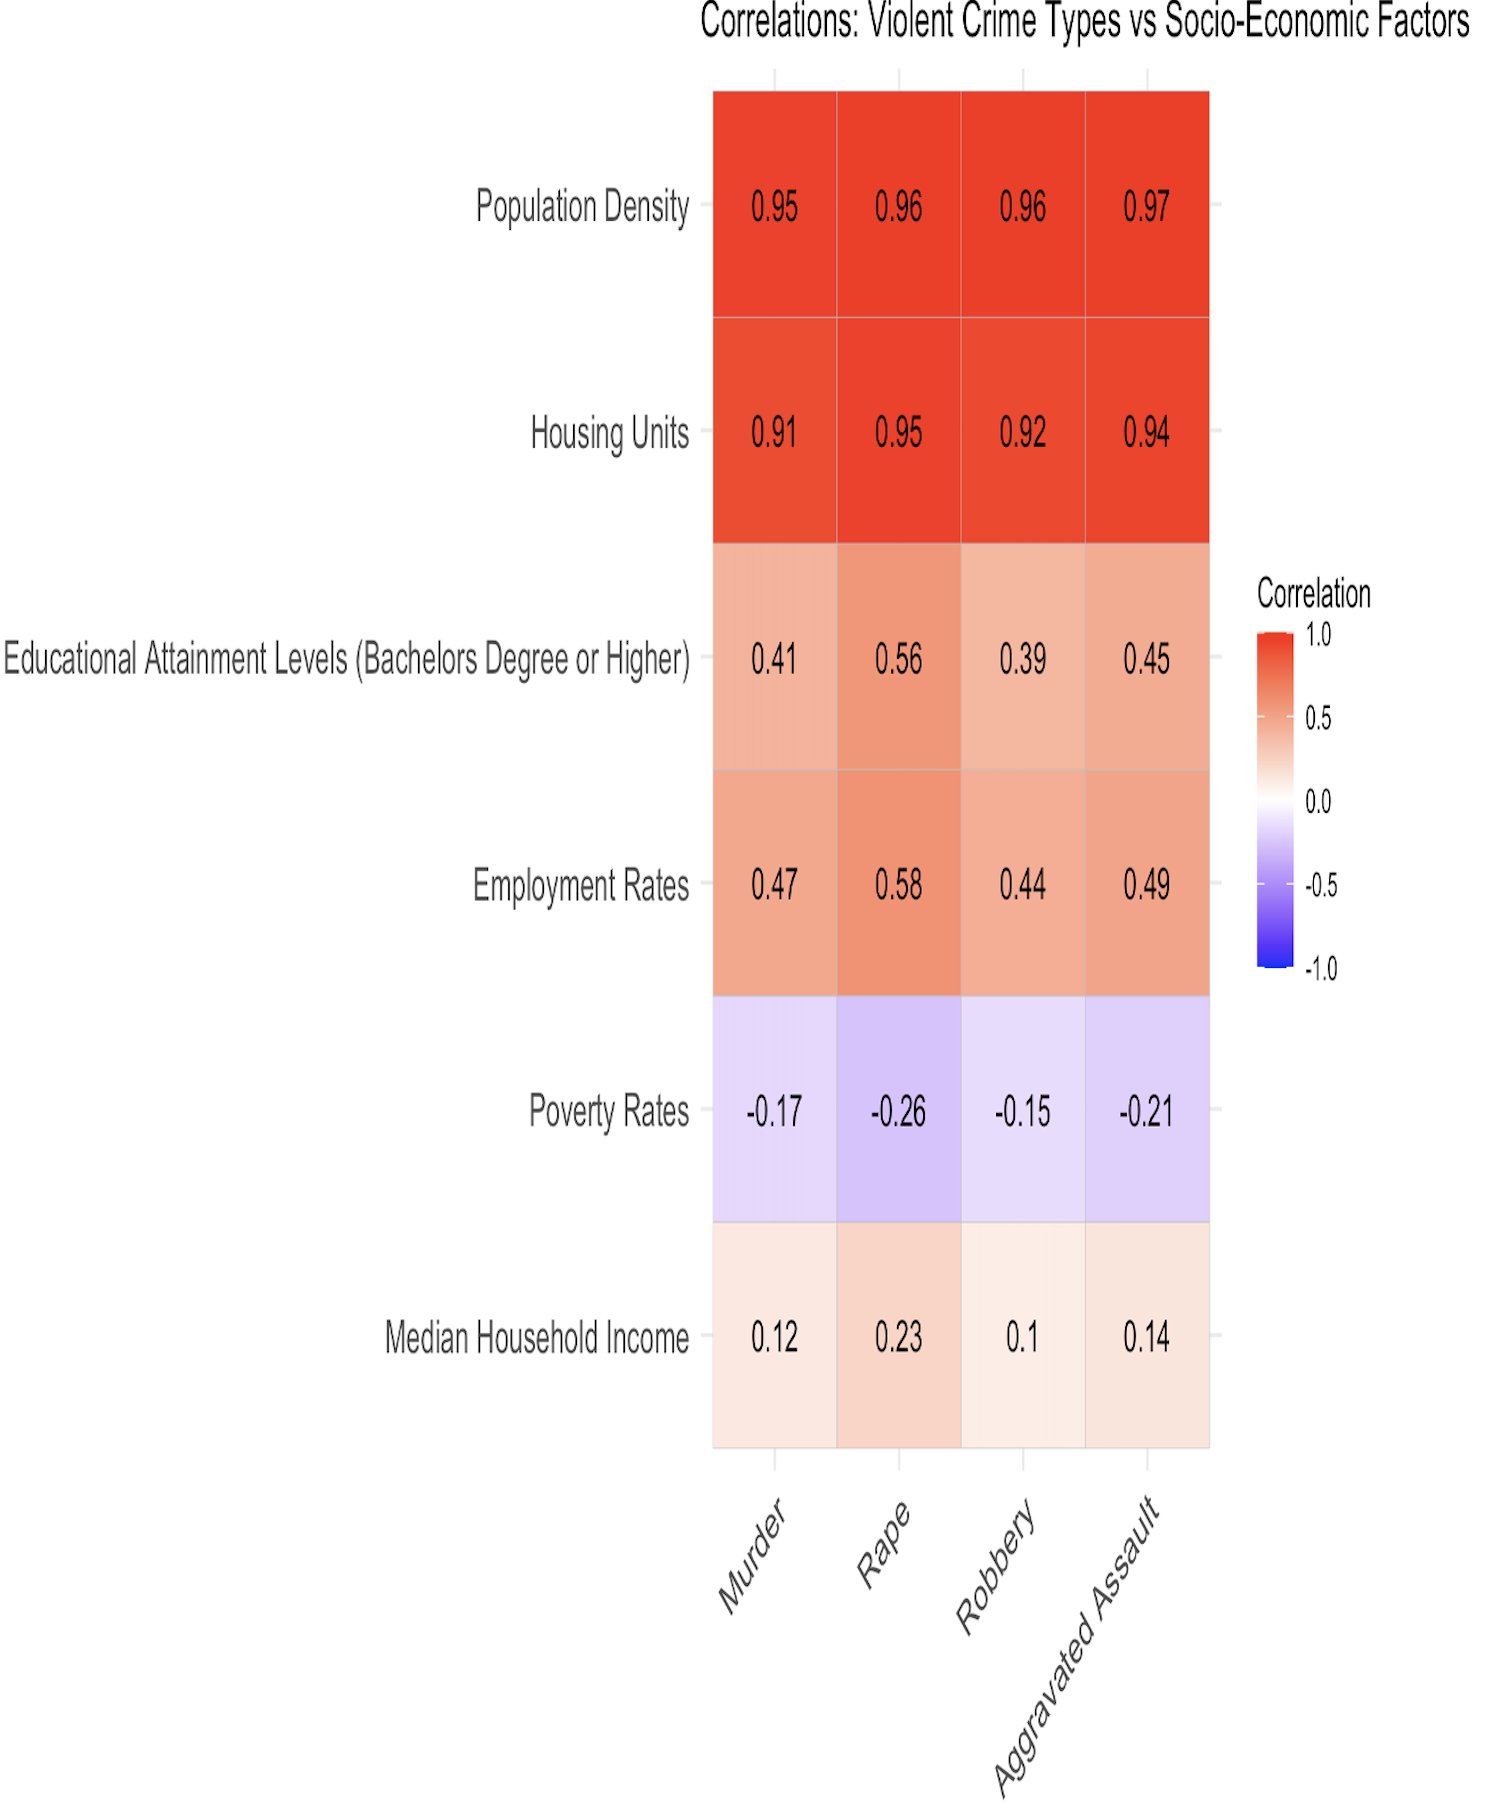 Correlations: Violent Crime Types vs Socio-Economic Factors
Population Density 0.95 0.96 0.96 0.97
Housing Units 0.91 0.95 0.92 0.94
Educational Attainment Levels (Bachelors Degree or Higher) 0.41 0.56 0.39 0.45
Employment Rates 0.47 0.58 0.44 0.49
Poverty Rates -0.17 -0.26 -0.15 -0.21
Median Household Income 0.12 0.23 0.1 0.14
Murder
Rape
Robbery
Aggravated Assault
Correlation
1.0
0.5
0.0
-0.5
-1.0